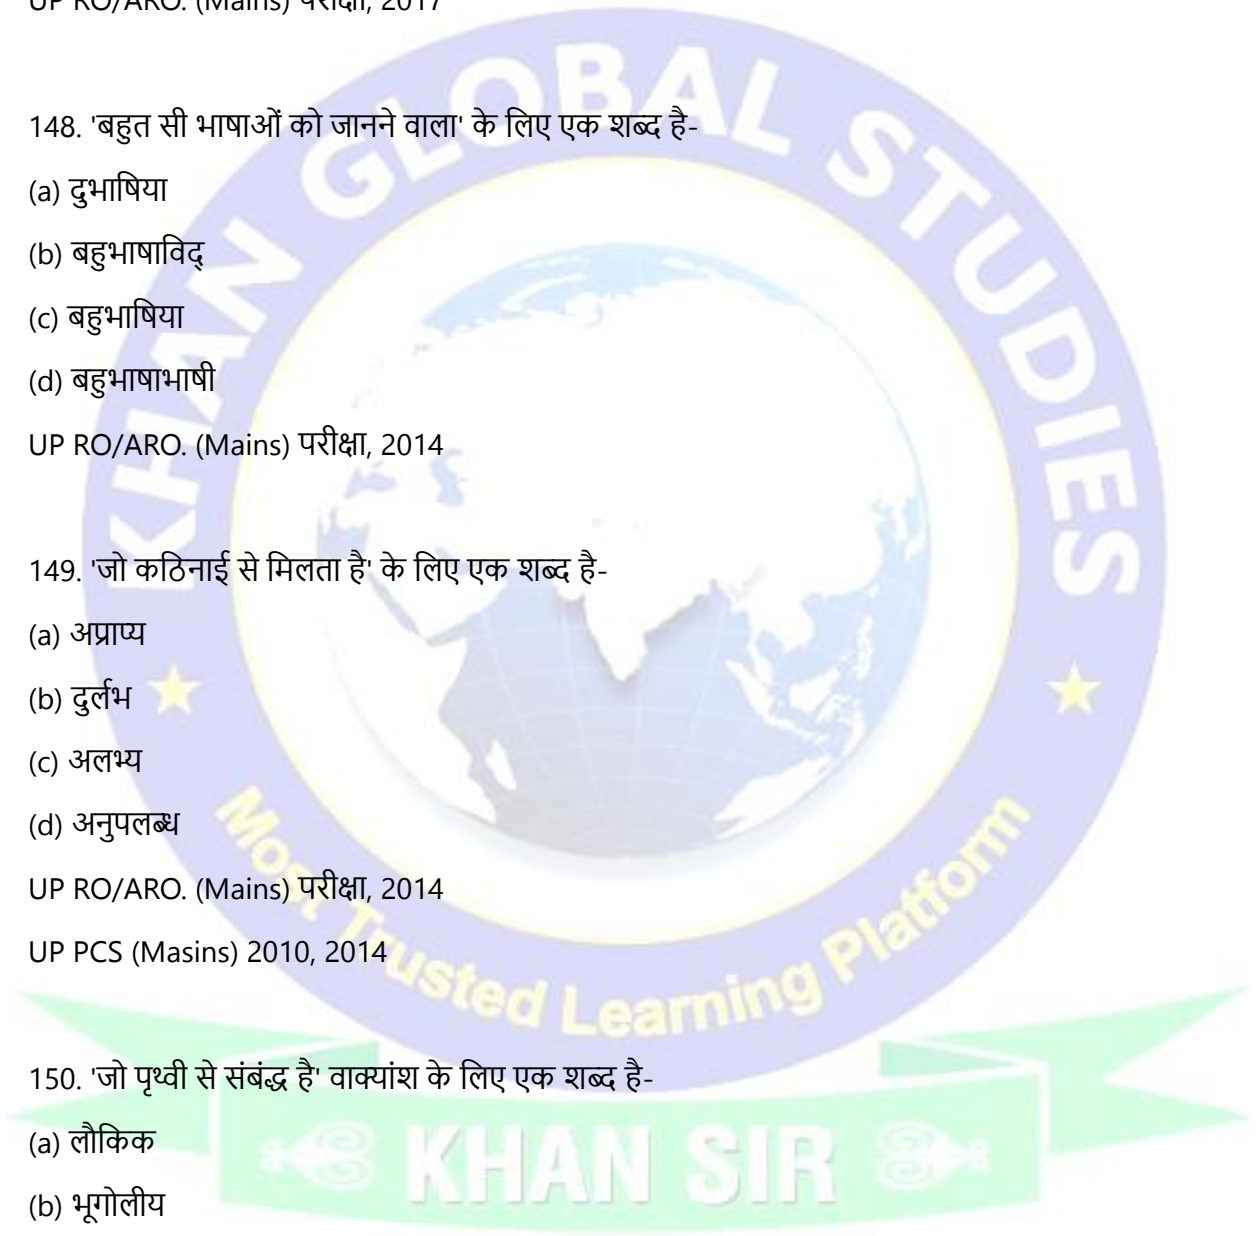 UP RO/ARO. (Mains) परीक्षा, 2017
148. 'बहुत सी भाषाओं को जानने वाला' के लिए एक शब्द है-
(a) दुभाषिया
(b) बहुभाषाविद्
(c) बहुभाषिया
(d) बहुभाषाभाषी
UP RO/ARO. (Mains) परीक्षा, 2014
149. 'जो कठिनाई से मिलता है' के लिए एक शब्द है-
(a) अप्राप्य
(b) दुर्लभ
(c) अलभ्य
(d) अनुपलब्ध
UP RO/ARO. (Mains) परीक्षा, 2014
UP PCS (Masins) 2010, 2014
150. 'जो पृथ्वी से संबंद्ध है' वाक्यांश के लिए एक शब्द है-
(a) लौकिक
(b) भूगोलीय
KHAN GLOBAL STUDIES
Most Trusted Learning Platform
KHAN SIR